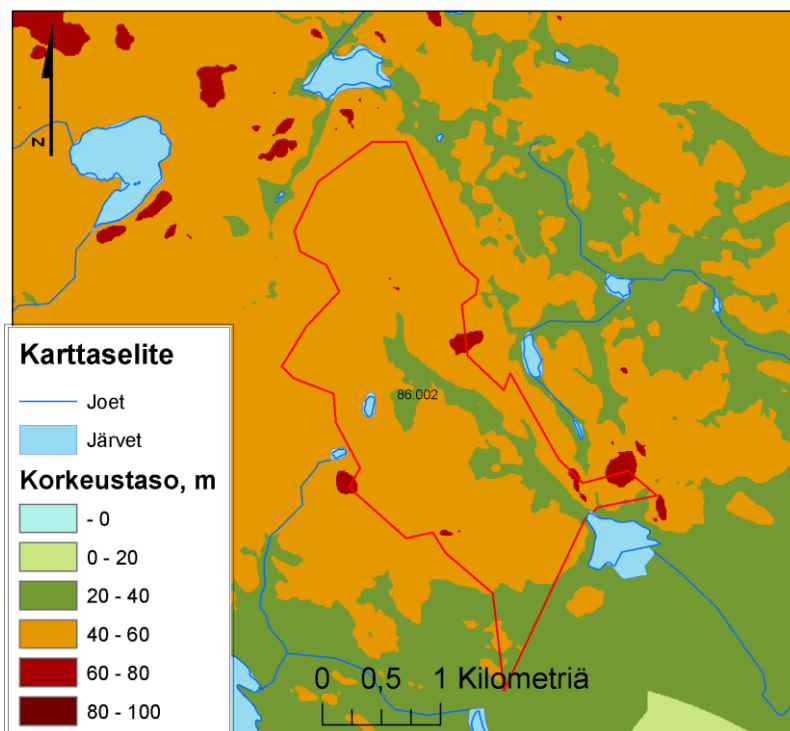 z
86.002
Karttaselite
Joet
Järvet
Korkeustaso, m
- 0
0 - 20
20 - 40
40 - 60
60 - 80
80 - 100
0 0,5 1 Kilometriä